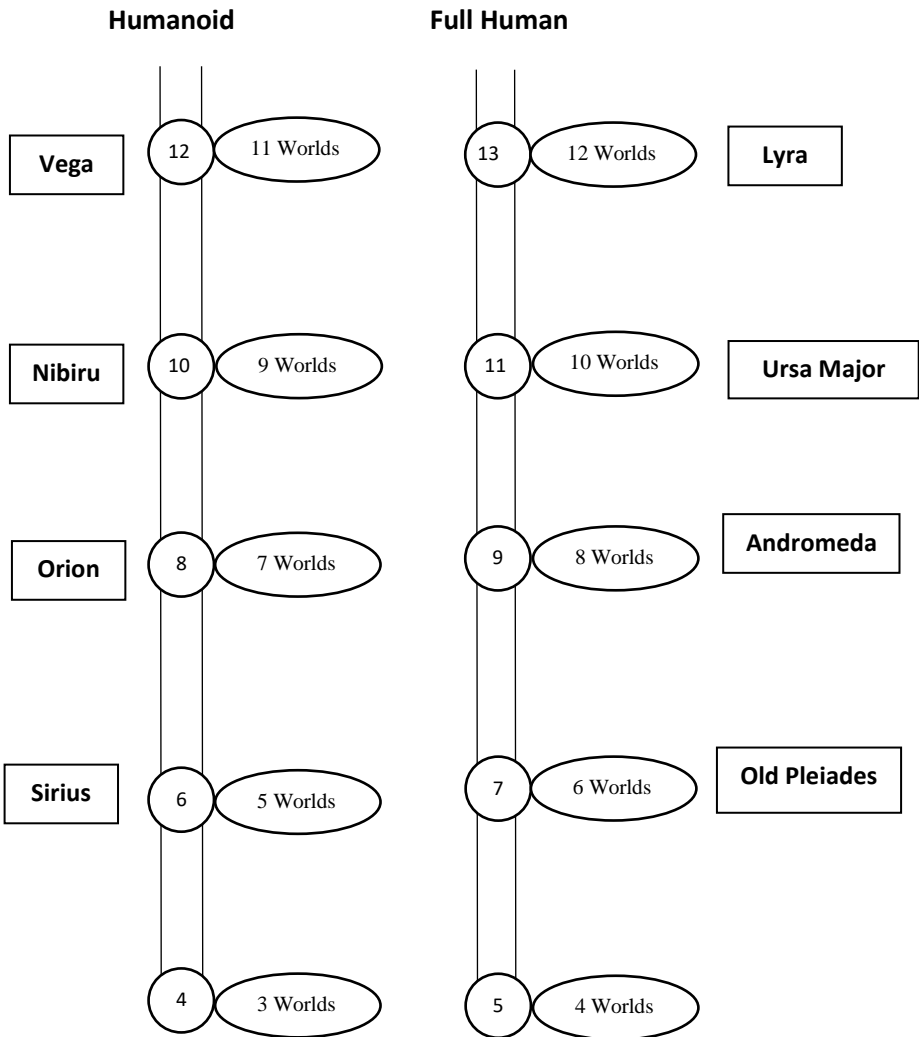 Humanoid Full Human
Vega 12 11 Worlds 13 12 Worlds Lyra
Nibiru 10 9 Worlds 11 10 Worlds Ursa Major
Orion 8 7 Worlds 9 8 Worlds Andromeda
Sirius 6 5 Worlds 7 6 Worlds Old Pleiades
4 3 Worlds 5 4 Worlds